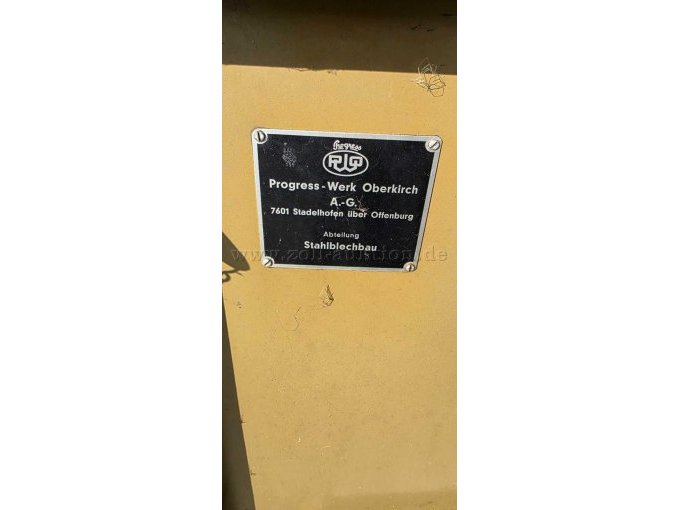 Progress
PWO
Progress-Werk Oberkirch
A.-G.
7601 Stadelhofen über Offenburg
Abteilung
Stahlblechbau
www.zoll-auktion.de